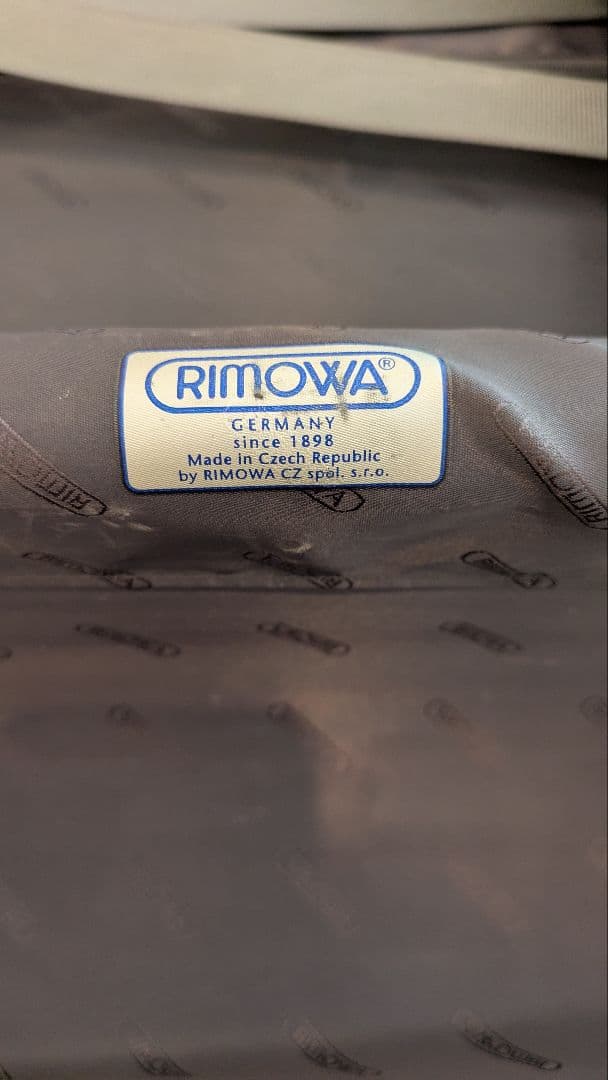 RIMOWA®
GERMANY
since 1898
Made in Czech Republic
by RIMOWA CZ spol. s.r.o.